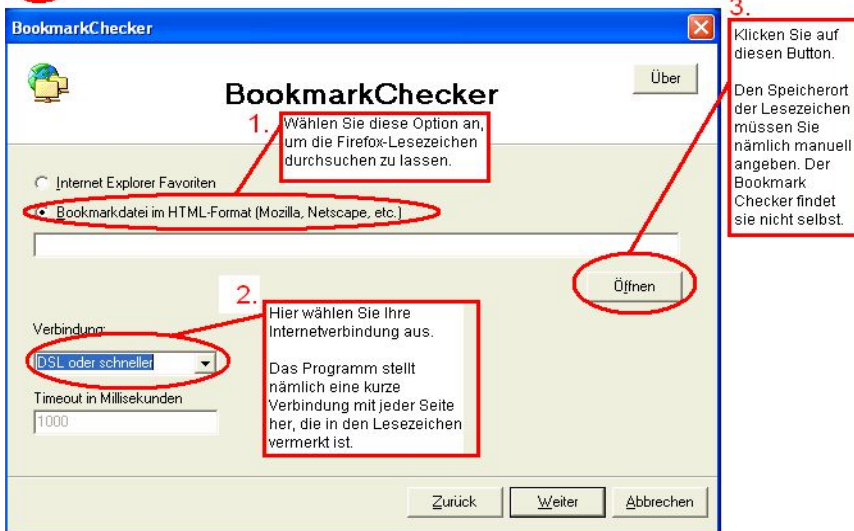 BookmarkChecker
BookmarkChecker
Über
1.
Wählen Sie diese Option an,
um die Firefox-Lesezeichen
durchsuchen zu lassen.
Internet Explorer Favoriten
Bookmarkdatei im HTML-Format (Mozilla, Netscape, etc.)
Öffnen
2.
Hier wählen Sie Ihre
Internetverbindung aus.
Das Programm stellt
nämlich eine kurze
Verbindung mit jeder Seite
her, die in den Lesezeichen
vermerkt ist.
Verbindung:
DSL oder schneller
Timeout in Millisekunden
1000
Zurück
Weiter
Abbrechen
3.
Klicken Sie auf
diesen Button.
Den Speicherort
der Lesezeichen
müssen Sie
nämlich manuell
angeben. Der
Bookmark
Checker findet
sie nicht selbst.